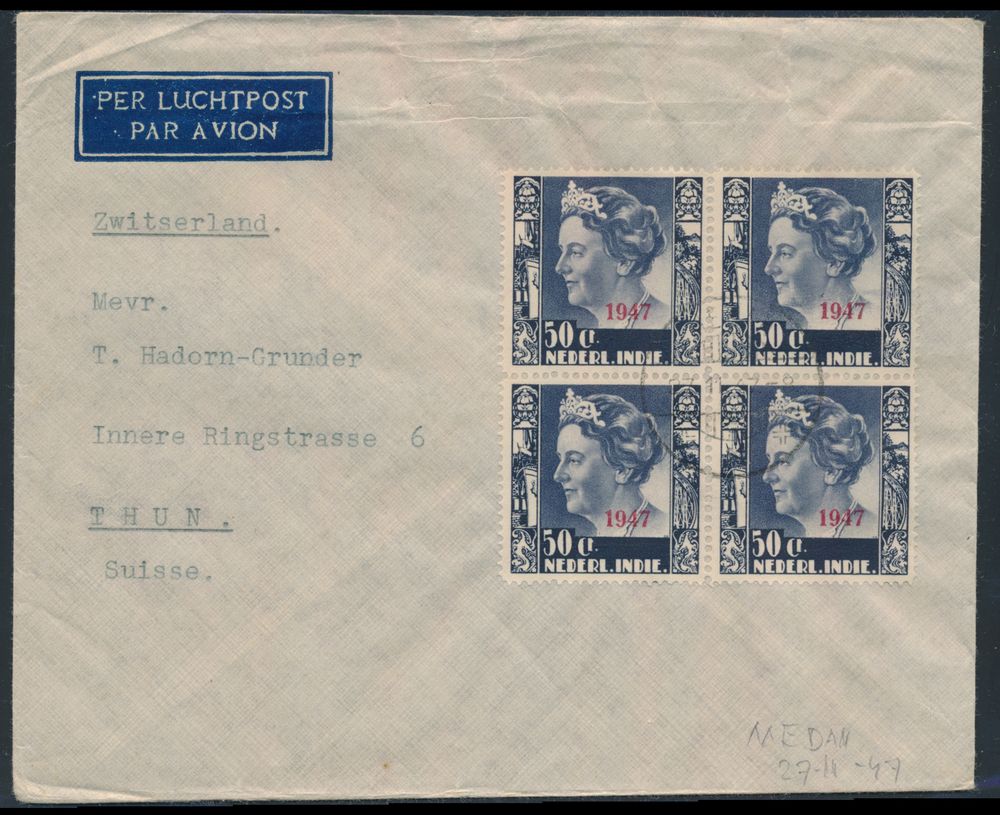 PER LUCHTPOST
PAR AVION
Zwitserland.
Mevr.
T. Hadorn-Grunder
Innere Ringstrasse 6
THUN.
Suisse.
1947
50 Ct.
NEDERL. INDIE.
1947
50 Ct.
NEDERL. INDIE.
1947
50 Ct.
NEDERL. INDIE.
1947
50 Ct.
NEDERL. INDIE.
MEDAN
27-11-47